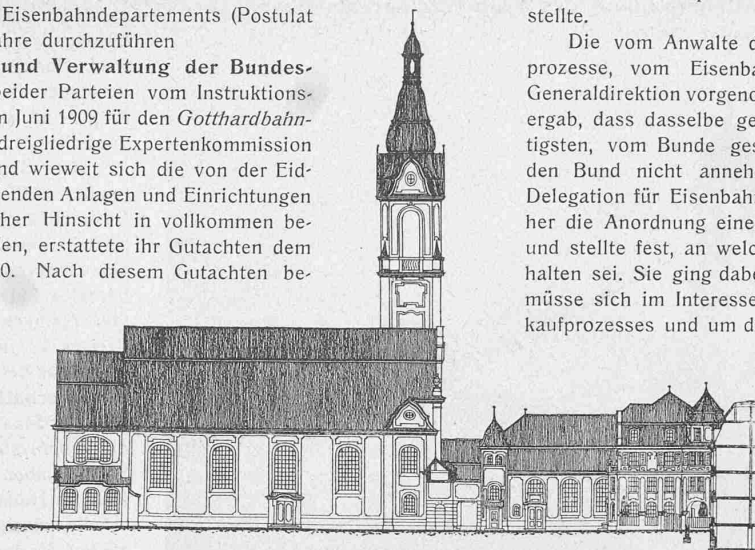 Eisenbahndepartements (Postulat
ahre durchzuführen
und Verwaltung der Bundes-
eider Parteien vom Instruktions-
n Juni 1909 für den Gotthardbahn-
dreigliedrige Expertenkommission
nd wieweit sich die von der Eid-
enden Anlagen und Einrichtungen
her Hinsicht in vollkommen be-
en, erstattete ihr Gutachten dem
0. Nach diesem Gutachten be-
stellte.
Die vom Anwalte d
prozesse, vom Eisenba
Generaldirektion vorgenc
ergab, dass dasselbe ge
tigsten, vom Bunde ges
den Bund nicht anneh
Delegation für Eisenbah
her die Anordnung eine
und stellte fest, an welc
halten sei. Sie ging dabe
müsse sich im Interesse
kaufprozesses und um d